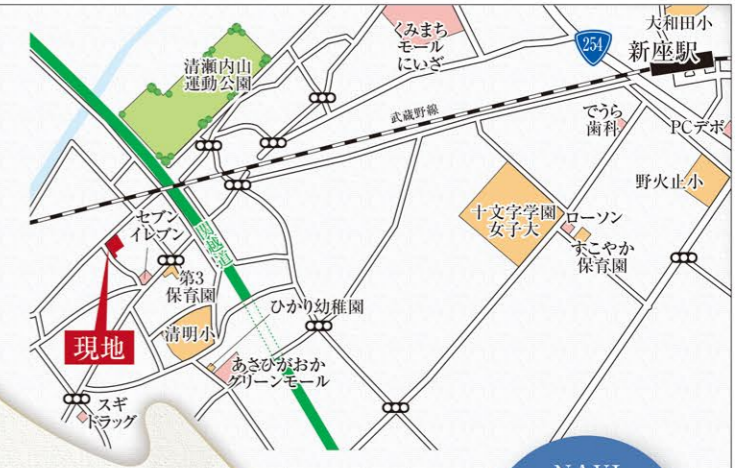 大和田小
くみまち
モール
にいざ
254
新座駅
清瀬内山
運動公園
武蔵野線
でうら
歯科
PCデポ
野火止小
十文字学園
女子大
ローソン
すこやか
保育園
セブン
イレブン
関越道
第3
保育園
ひかり幼稚園
清明小
現地
あさひがおか
グリーンモール
スギ
ドラッグ